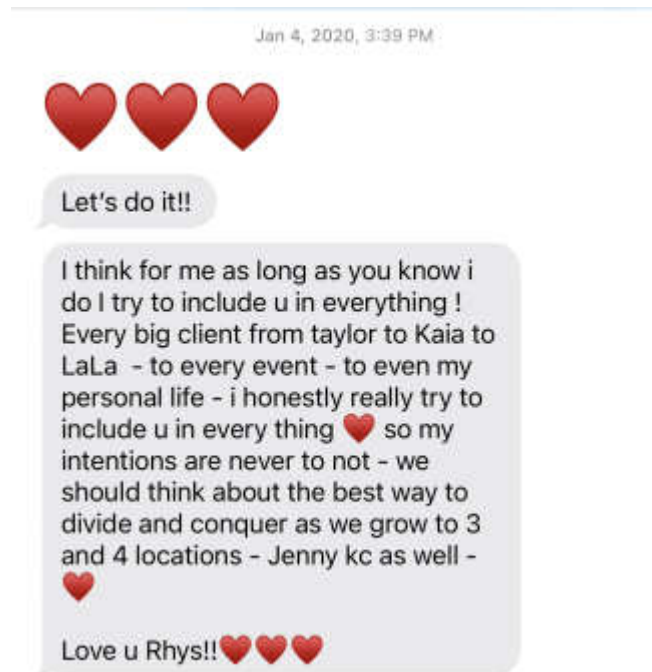 Jan 4, 2020, 3:39 PM
♥️♥️♥️
Let's do it!!
I think for me as long as you know i
do I try to include u in everything !
Every big client from taylor to Kaia to
LaLa - to every event - to even my
personal life - i honestly really try to
include u in every thing ♥️ so my
intentions are never to not - we
should think about the best way to
divide and conquer as we grow to 3
and 4 locations - Jenny kc as well -
♥️
Love u Rhys!!♥️♥️♥️